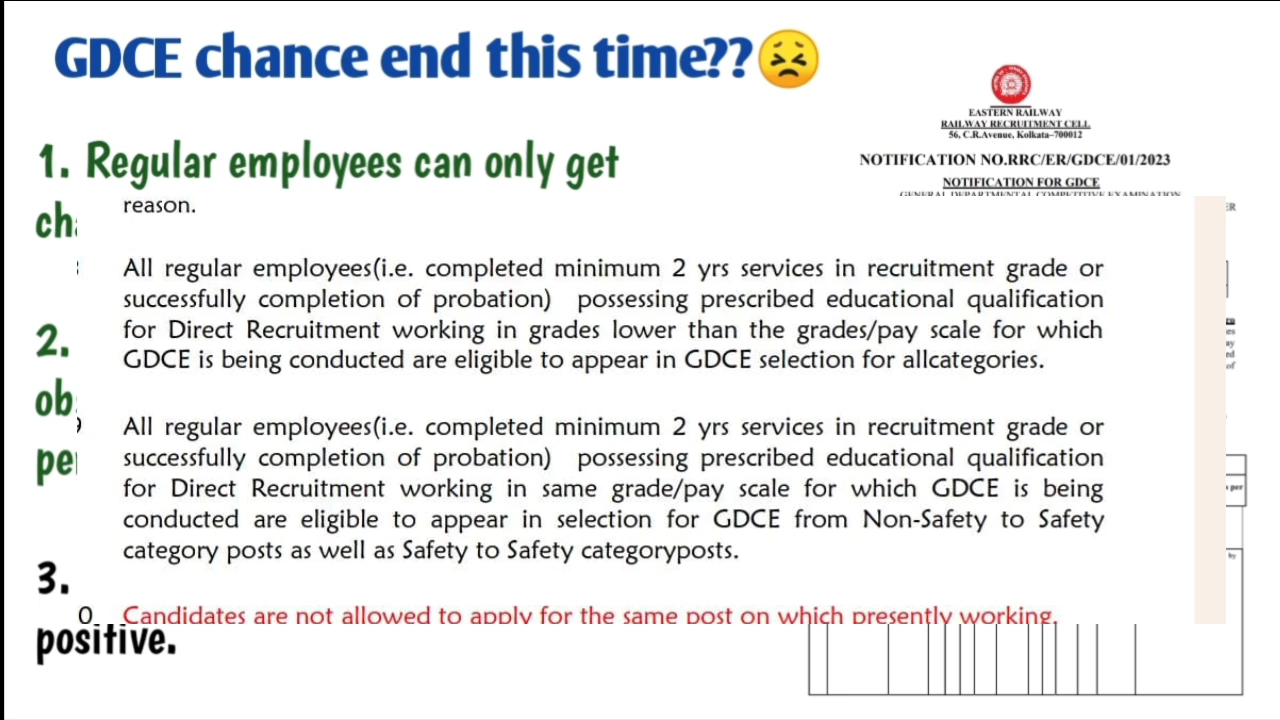 GDCE chance end this time??😣
EASTERN RAILWAY
RAILWAY RECRUITMENT CELL
56, C.R.Avenue, Kolkata–700012
NOTIFICATION NO.RRC/ER/GDCE/01/2023
NOTIFICATION FOR GDCE
GENERAL DEPARTMENTAL COMPETITIVE EXAMINATION
1. Regular employees can only get
reason.
All regular employees(i.e. completed minimum 2 yrs services in recruitment grade or
successfully completion of probation) possessing prescribed educational qualification
for Direct Recruitment working in grades lower than the grades/pay scale for which
GDCE is being conducted are eligible to appear in GDCE selection for allcategories.
2.
All regular employees(i.e. completed minimum 2 yrs services in recruitment grade or
successfully completion of probation) possessing prescribed educational qualification
for Direct Recruitment working in same grade/pay scale for which GDCE is being
conducted are eligible to appear in selection for GDCE from Non-Safety to Safety
category posts as well as Safety to Safety categoryposts.
3.
0. Candidates are not allowed to apply for the same post on which presently working.
positive.